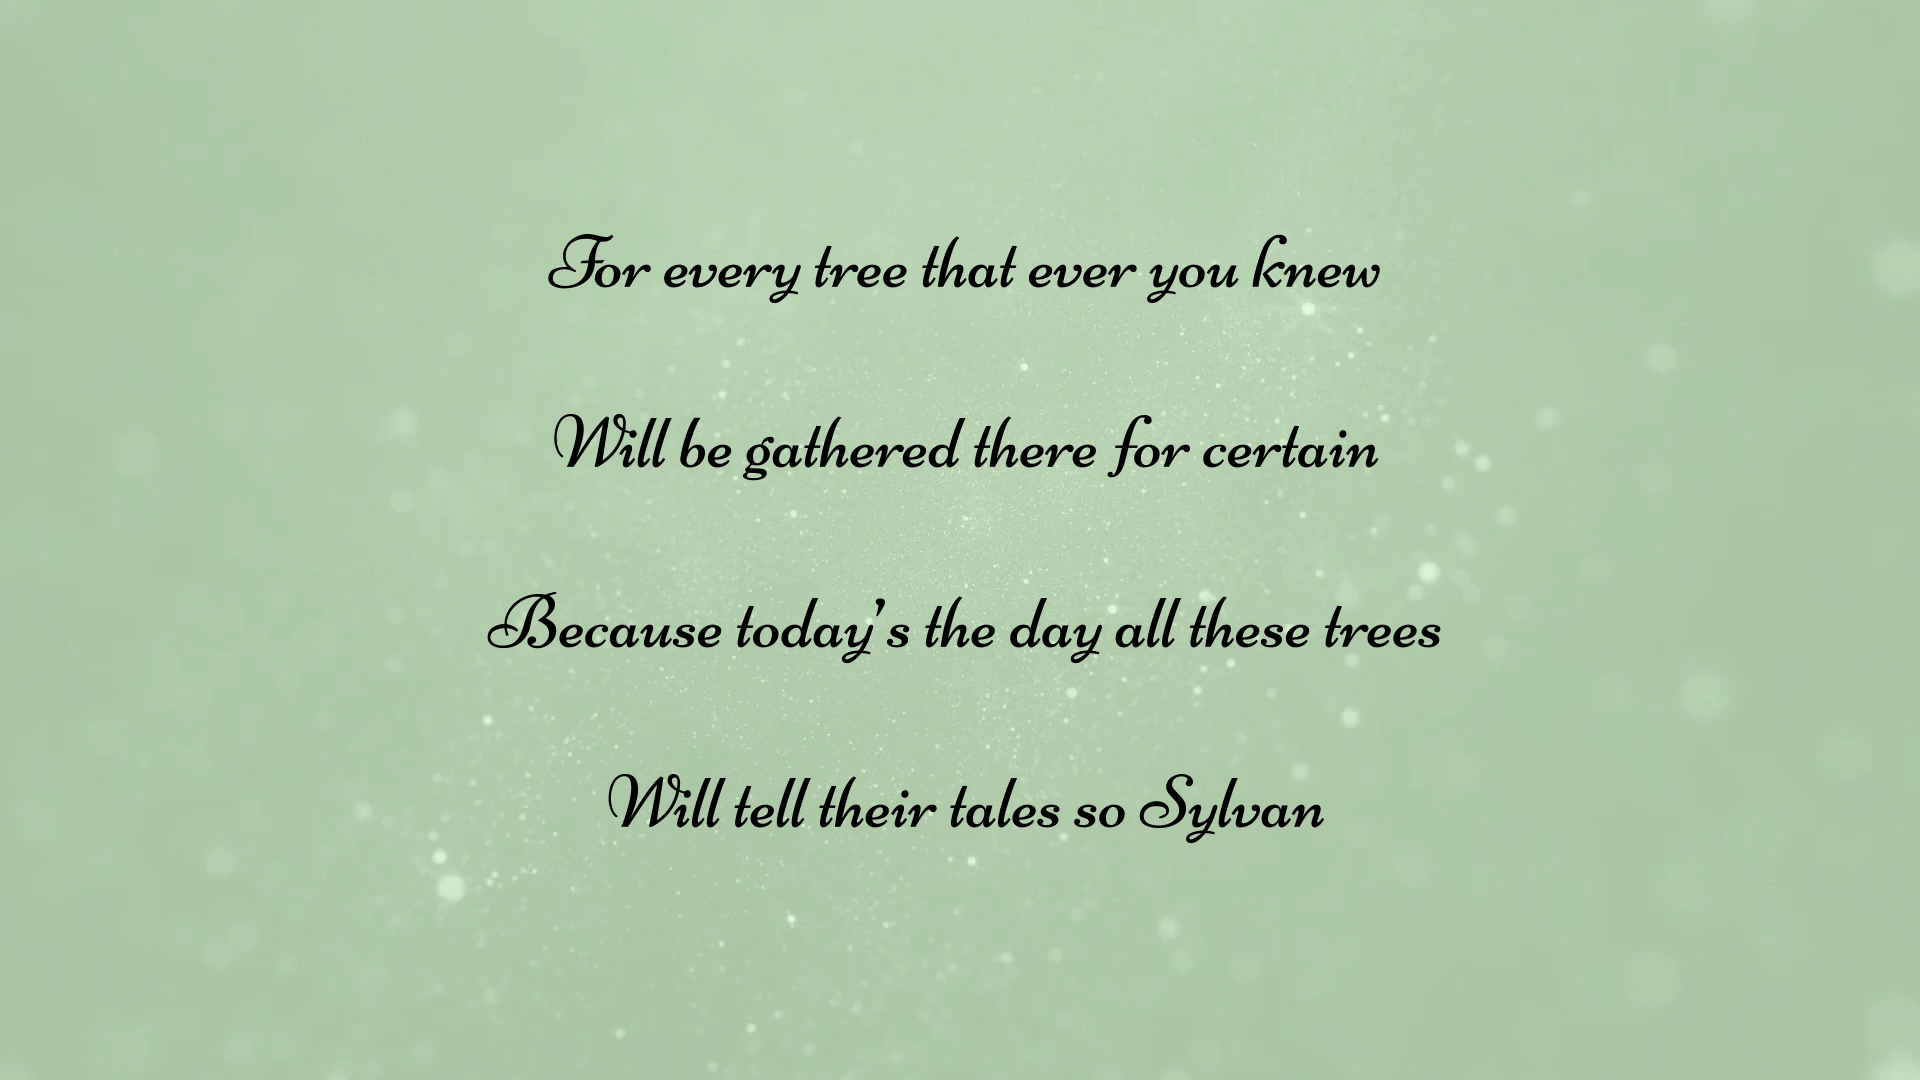 For every tree that ever you knew
Will be gathered there for certain
Because today’s the day all these trees
Will tell their tales so Sylvan